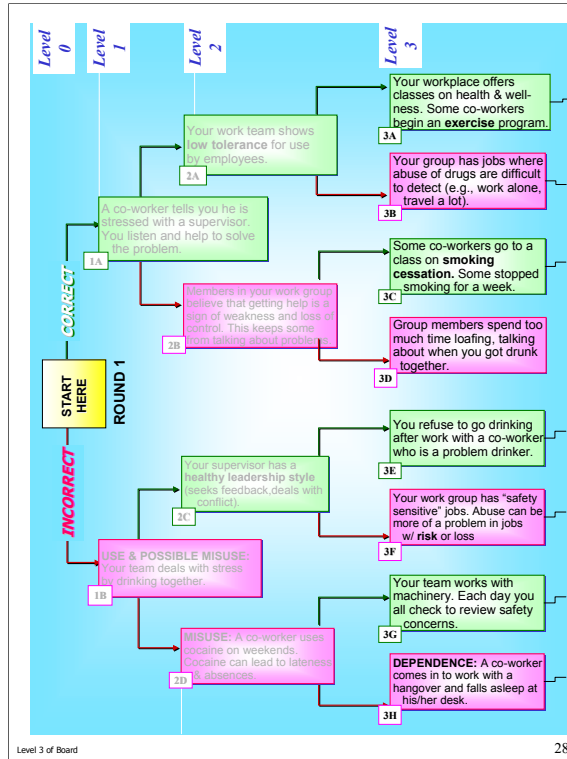 Level
0
Level
1
Level
2
Level
3
Your workplace offers
classes on health & well-
ness. Some co-workers
begin an exercise program.
3A
Your work team shows
low tolerance for use
by employees.
2A
Your group has jobs where
abuse of drugs are difficult
to detect (e.g., work alone,
travel a lot).
3B
A co-worker tells you he is
stressed with a supervisor.
You listen and help to solve
the problem.
1A
Some co-workers go to a
class on smoking
cessation. Some stopped
smoking for a week.
3C
Members in your work group
believe that getting help is a
sign of weakness and loss of
control. This keeps some
from talking about problems.
2B
Group members spend too
much time loafing, talking
about when you got drunk
together.
3D
CORRECT
START
HERE
ROUND 1
INCORRECT
You refuse to go drinking
after work with a co-worker
who is a problem drinker.
3E
Your supervisor has a
healthy leadership style
(seeks feedback,deals with
conflict).
2C
Your work group has "safety
sensitive" jobs. Abuse can be
more of a problem in jobs
w/ risk or loss
3F
USE & POSSIBLE MISUSE:
Your team deals with stress
by drinking together.
1B
Your team works with
machinery. Each day you
all check to review safety
concerns.
3G
MISUSE: A co-worker uses
cocaine on weekends.
Cocaine can lead to lateness
& absences.
2D
DEPENDENCE: A co-worker
comes in to work with a
hangover and falls asleep at
his/her desk.
3H
Level 3 of Board
28